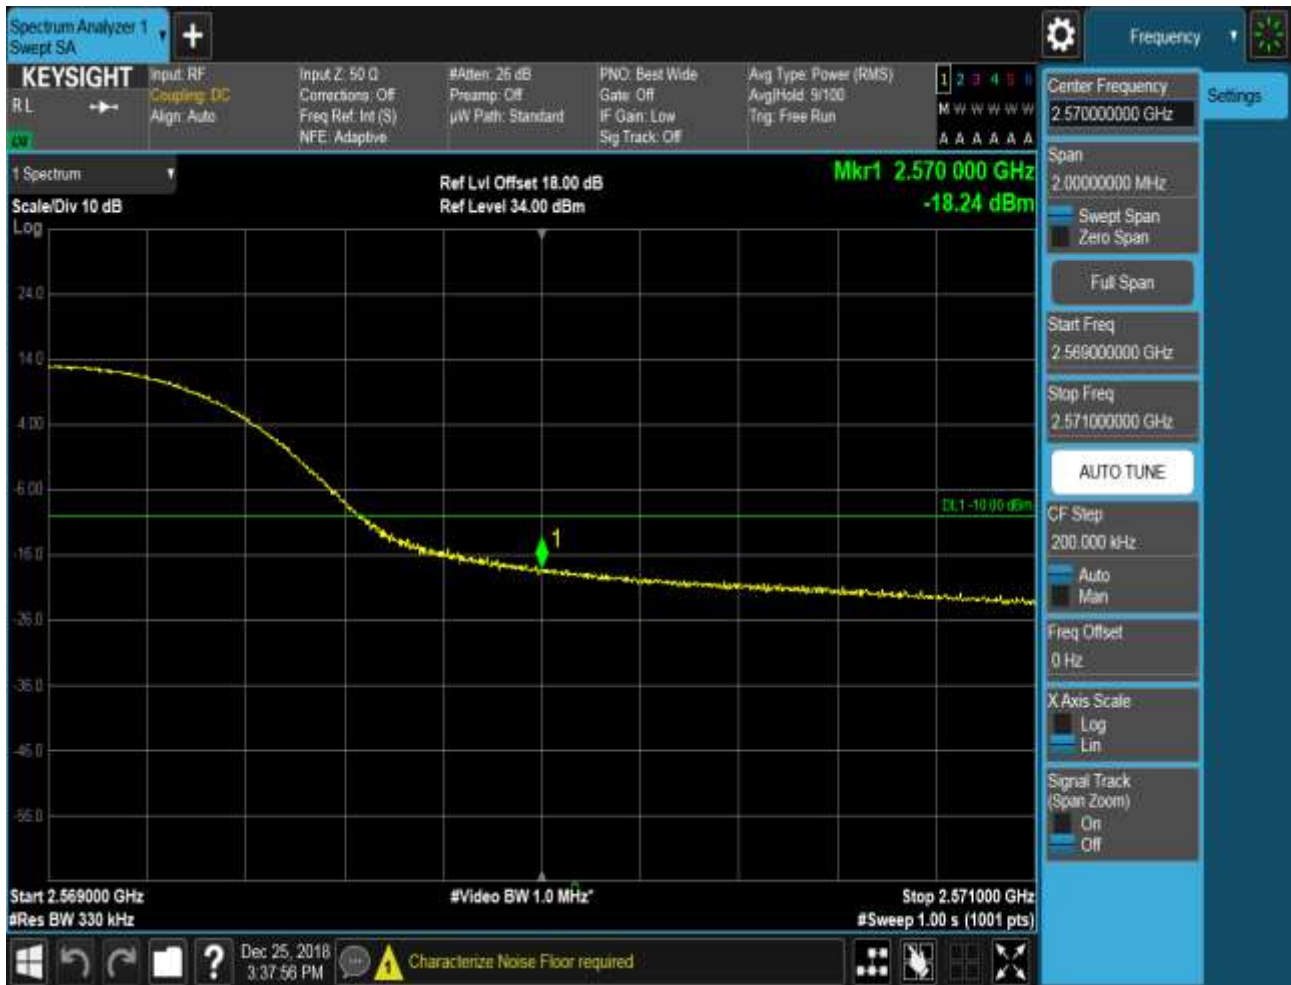 Spectrum Analyzer 1
Swept SA
+
Frequency
KEYSIGHT
RL
Input: RF
Coupling: DC
Align: Auto
Input Z: 50 Ω
Corrections: Off
Freq Ref: Int (S)
NFE: Adaptive
#Atten: 26 dB
Preamp: Off
µW Path: Standard
PNO: Best Wide
Gate: Off
IF Gain: Low
Sig Track: Off
Avg Type: Power (RMS)
Avg|Hold: 9/100
Trig: Free Run
1 2 3 4 5 6
M W W W W W
A A A A A A
1 Spectrum
Scale/Div 10 dB
Log
Ref Lvl Offset 18.00 dB
Ref Level 34.00 dBm
Mkr1 2.570 000 GHz
-18.24 dBm
24.0
14.0
4.00
-6.00
-16.0
-26.0
-36.0
-46.0
-56.0
DL1 -10.00 dBm
1
Start 2.569000 GHz
#Res BW 330 kHz
#Video BW 1.0 MHz*
Stop 2.571000 GHz
#Sweep 1.00 s (1001 pts)
Center Frequency
2.570000000 GHz
Settings
Span
2.00000000 MHz
Swept Span
Zero Span
Full Span
Start Freq
2.569000000 GHz
Stop Freq
2.571000000 GHz
AUTO TUNE
CF Step
200.000 kHz
Auto
Man
Freq Offset
0 Hz
X Axis Scale
Log
Lin
Signal Track
(Span Zoom)
On
Off
?
Dec 25, 2018
3:37:56 PM
1
Characterize Noise Floor required